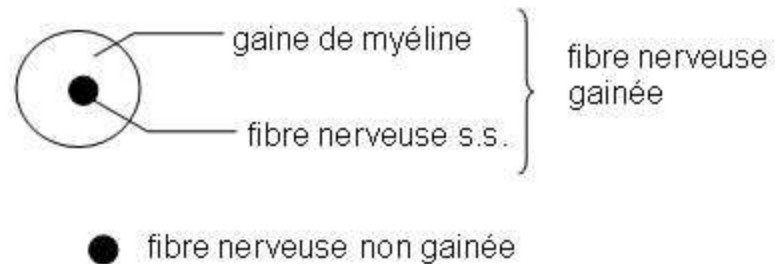 gaine de myéline
fibre nerveuse s.s.
fibre nerveuse
gainée
fibre nerveuse non gainée